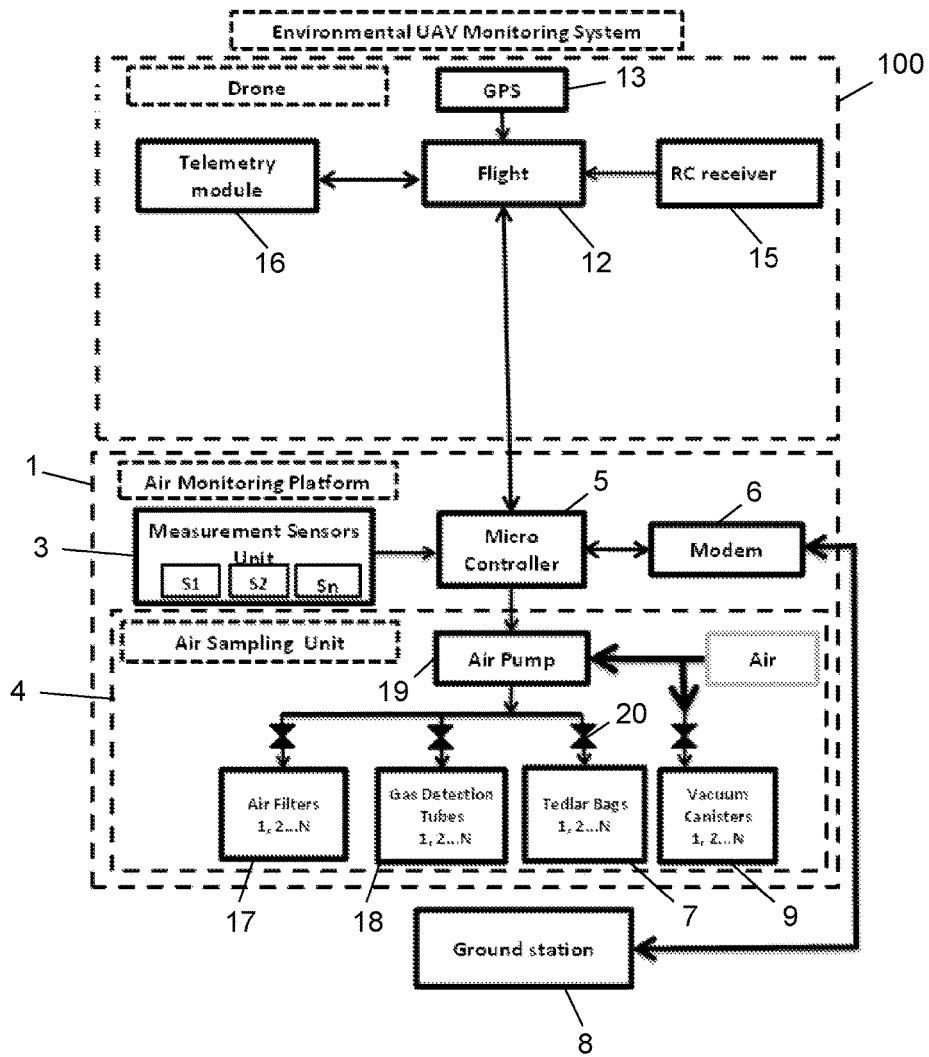 Environmental UAV Monitoring System
100
Drone
GPS
13
Telemetry
module
Flight
RC receiver
16
12
15
1
Air Monitoring Platform
5
6
3
Measurement Sensors
Unit
S1
S2
Sn
Micro
Controller
Modem
Air Sampling Unit
Air Pump
Air
19
4
20
Air Filters
1, 2...N
Gas Detection
Tubes
1, 2...N
Tedlar Bags
1, 2...N
Vacuum
Canisters
1, 2...N
17
18
7
9
Ground station
8